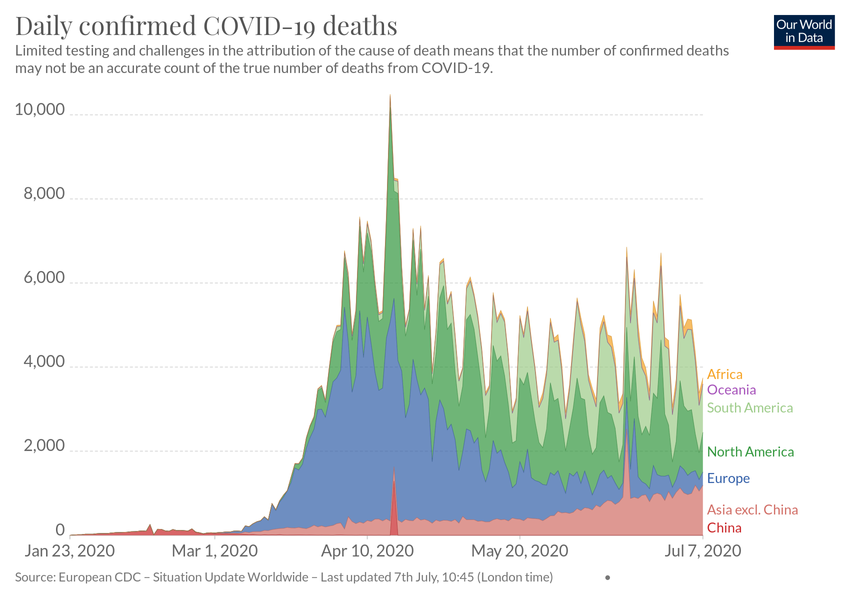 Daily confirmed COVID-19 deaths
Our World
in Data
Limited testing and challenges in the attribution of the cause of death means that the number of confirmed deaths
may not be an accurate count of the true number of deaths from COVID-19.
10,000
8,000
6,000
4,000
2,000
0
Africa
Oceania
South America
North America
Europe
Asia excl. China
China
Jan 23, 2020 Mar 1, 2020 Apr 10, 2020 May 20, 2020 Jul 7, 2020
Source: European CDC – Situation Update Worldwide – Last updated 7th July, 10:45 (London time) •